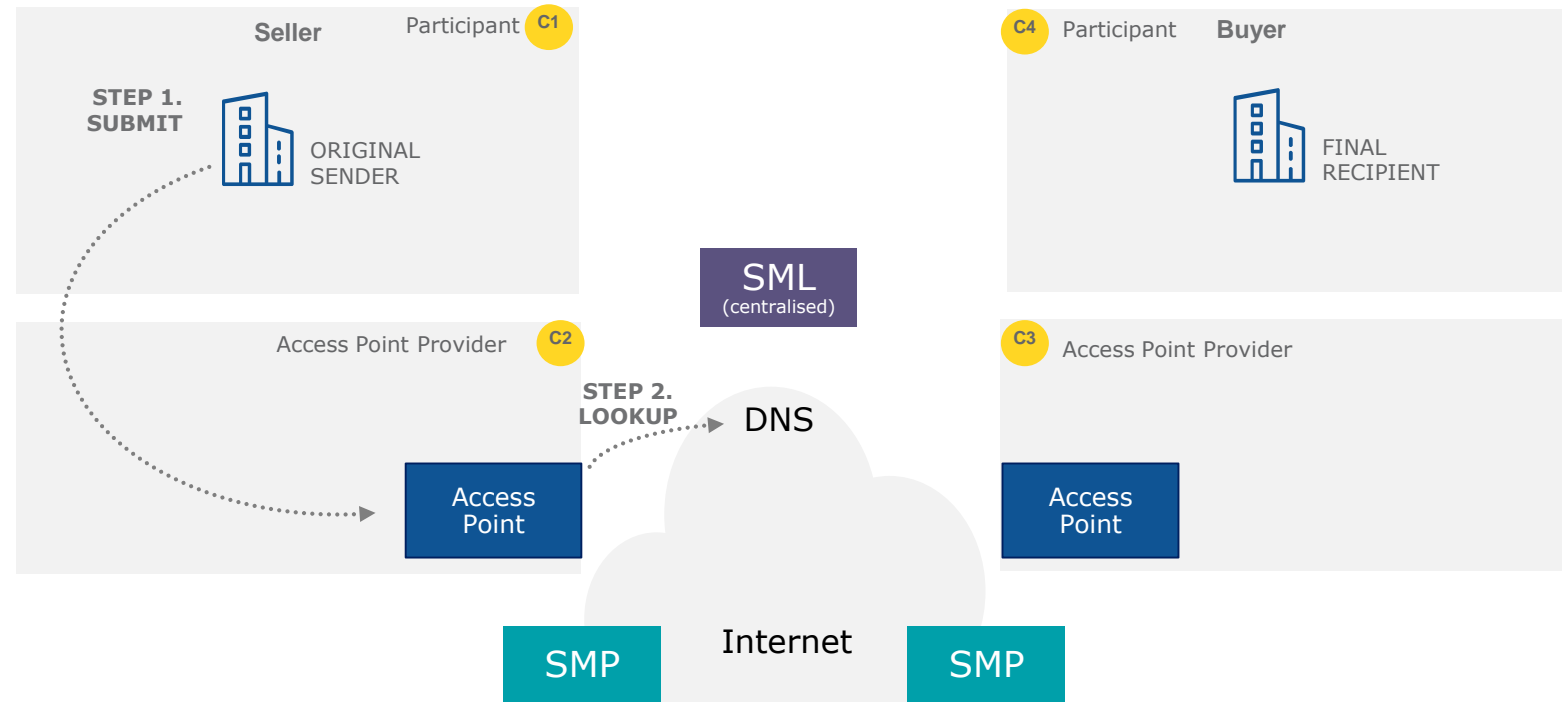 Seller
Participant
C1
STEP 1.
SUBMIT
ORIGINAL
SENDER
C4
Participant
Buyer
FINAL
RECIPIENT
SML
(centralised)
Access Point Provider
C2
STEP 2.
LOOKUP
Access
Point
DNS
C3
Access Point Provider
Access
Point
Internet
SMP
SMP